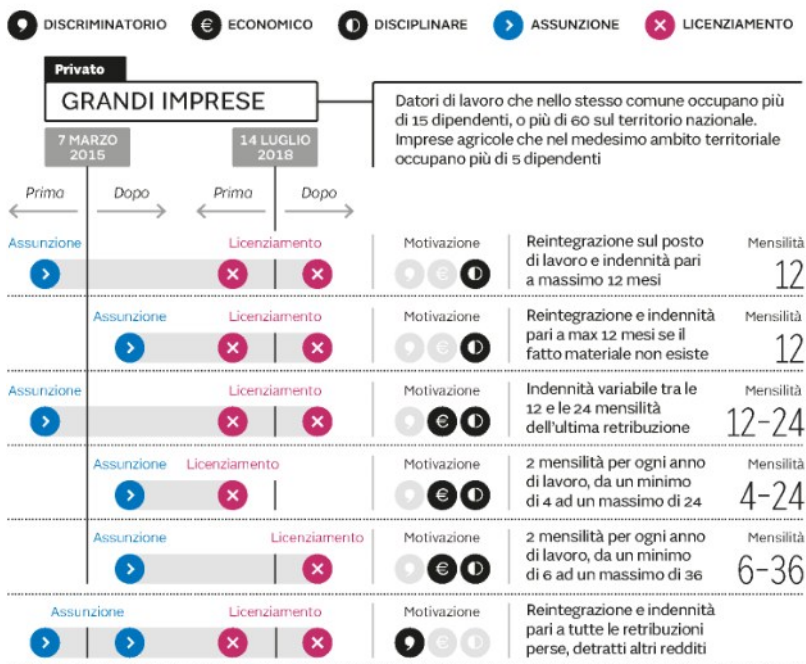 DISCRIMINATORIO € ECONOMICO DISCIPLINARE ASSUNZIONE LICENZIAMENTO
Privato
GRANDI IMPRESE
Datori di lavoro che nello stesso comune occupano più
di 15 dipendenti, o più di 60 sul territorio nazionale.
Imprese agricole che nel medesimo ambito territoriale
occupano più di 5 dipendenti
7 MARZO
2015
14 LUGLIO
2018
Prima Dopo Prima Dopo
Assunzione Licenziamento Motivazione
€
Reintegrazione sul posto
di lavoro e indennità pari
a massimo 12 mesi
Mensilità
12
Assunzione Licenziamento Motivazione
€
Reintegrazione e indennità
pari a max 12 mesi se il
fatto materiale non esiste
Mensilità
12
Assunzione Licenziamento Motivazione
€
Indennità variabile tra le
12 e le 24 mensilità
dell'ultima retribuzione
Mensilità
12-24
Assunzione Licenziamento Motivazione
€
2 mensilità per ogni anno
di lavoro, da un minimo
di 4 ad un massimo di 24
Mensilità
4-24
Assunzione Licenziamento Motivazione
€
2 mensilità per ogni anno
di lavoro, da un minimo
di 6 ad un massimo di 36
Mensilità
6-36
Assunzione Licenziamento Motivazione
€
Reintegrazione e indennità
pari a tutte le retribuzioni
perse, detratti altri redditi